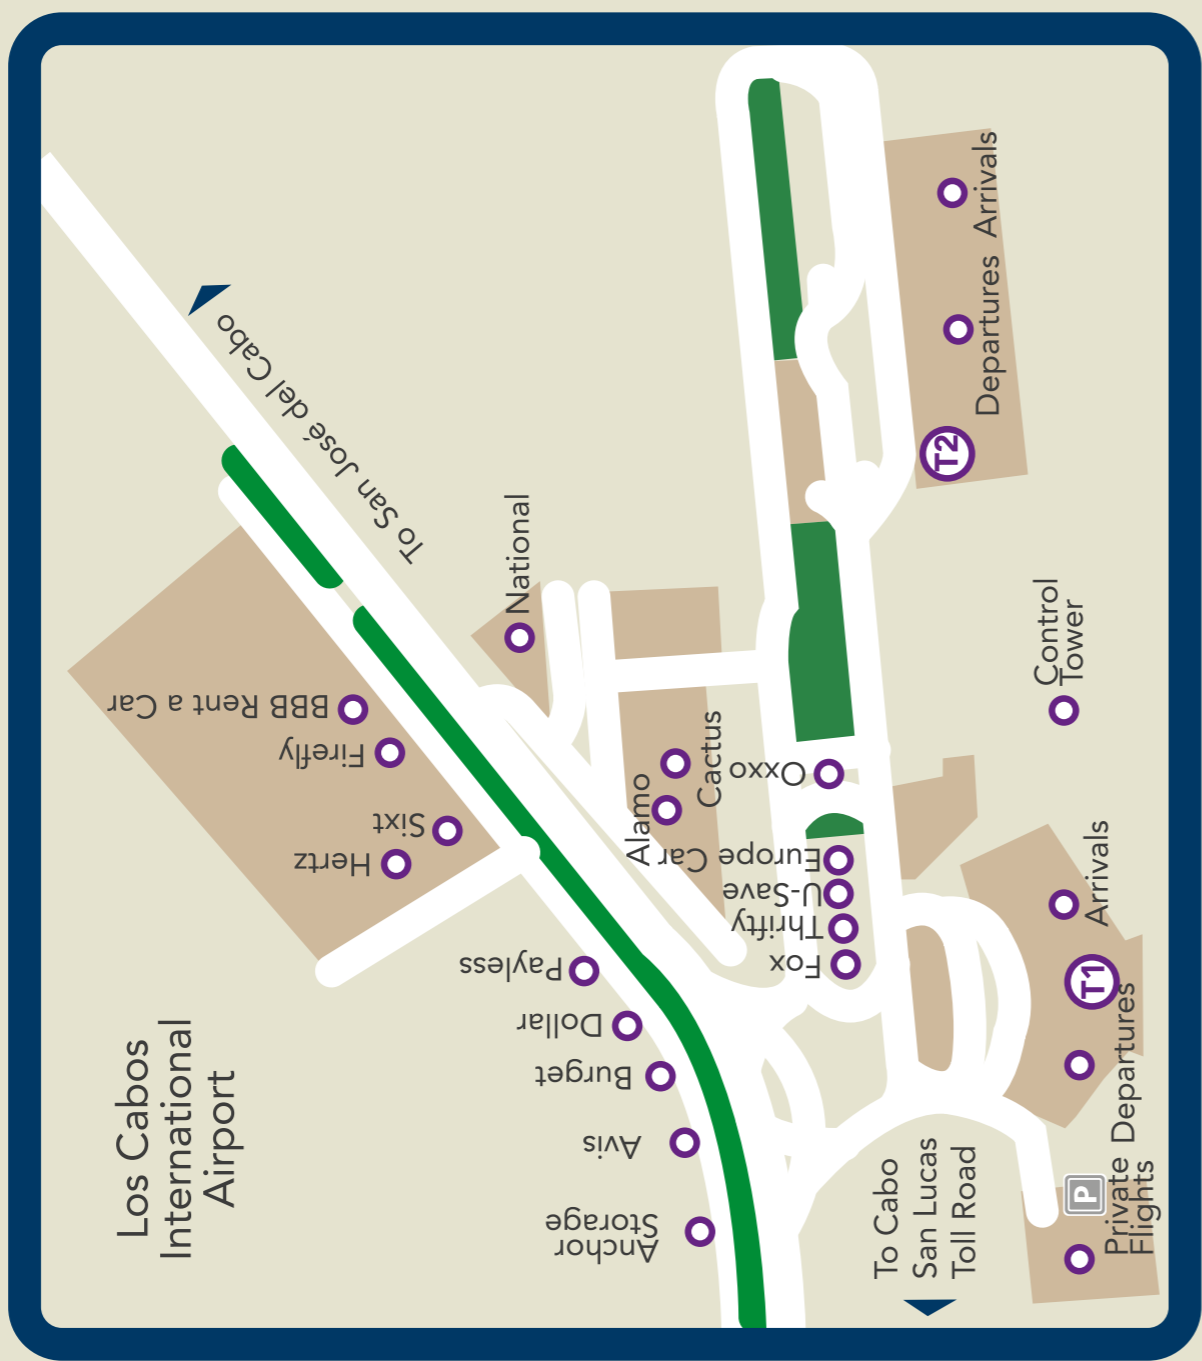 Los Cabos
International
Airport
To San José del Cabo
BBB Rent a Car
Firefly
Sixt
Hertz
Payless
Dollar
Burget
Avis
Anchor
Storage
National
Alamo
Cactus
Oxxo
Europe Car
U-Save
Thrifty
Fox
Arrivals
Departures
T2
Control
Tower
Arrivals
T1
Departures
P
Private
Flights
To Cabo
San Lucas
Toll Road